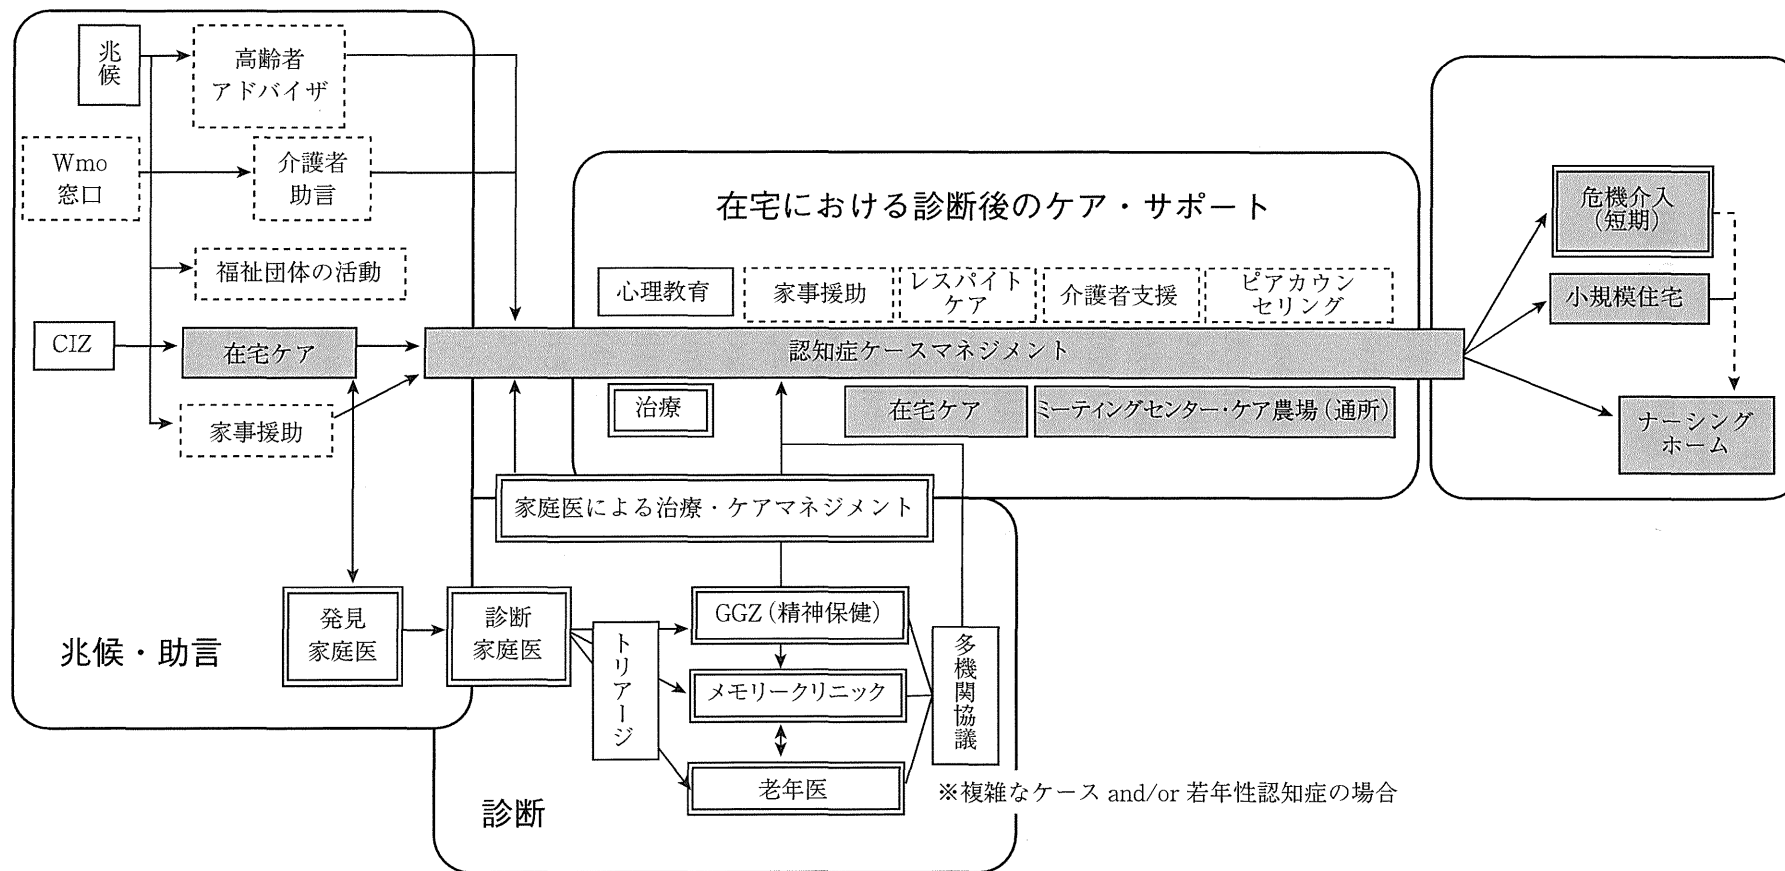 兆候
高齢者
アドバイザ
Wmo
窓口
介護者
助言
福祉団体の活動
CIZ
在宅ケア
家事援助
発見
家庭医
兆候・助言
在宅における診断後のケア・サポート
心理教育
家事援助
レスパイト
ケア
介護者支援
ピアカウン
セリング
認知症ケースマネジメント
治療
在宅ケア
ミーティングセンター・ケア農場(通所)
家庭医による治療・ケアマネジメント
診断
家庭医
トリアージ
GGZ(精神保健)
メモリークリニック
老年医
多機関協議
診断
※複雑なケース and/or 若年性認知症の場合
危機介入
(短期)
小規模住宅
ナーシング
ホーム